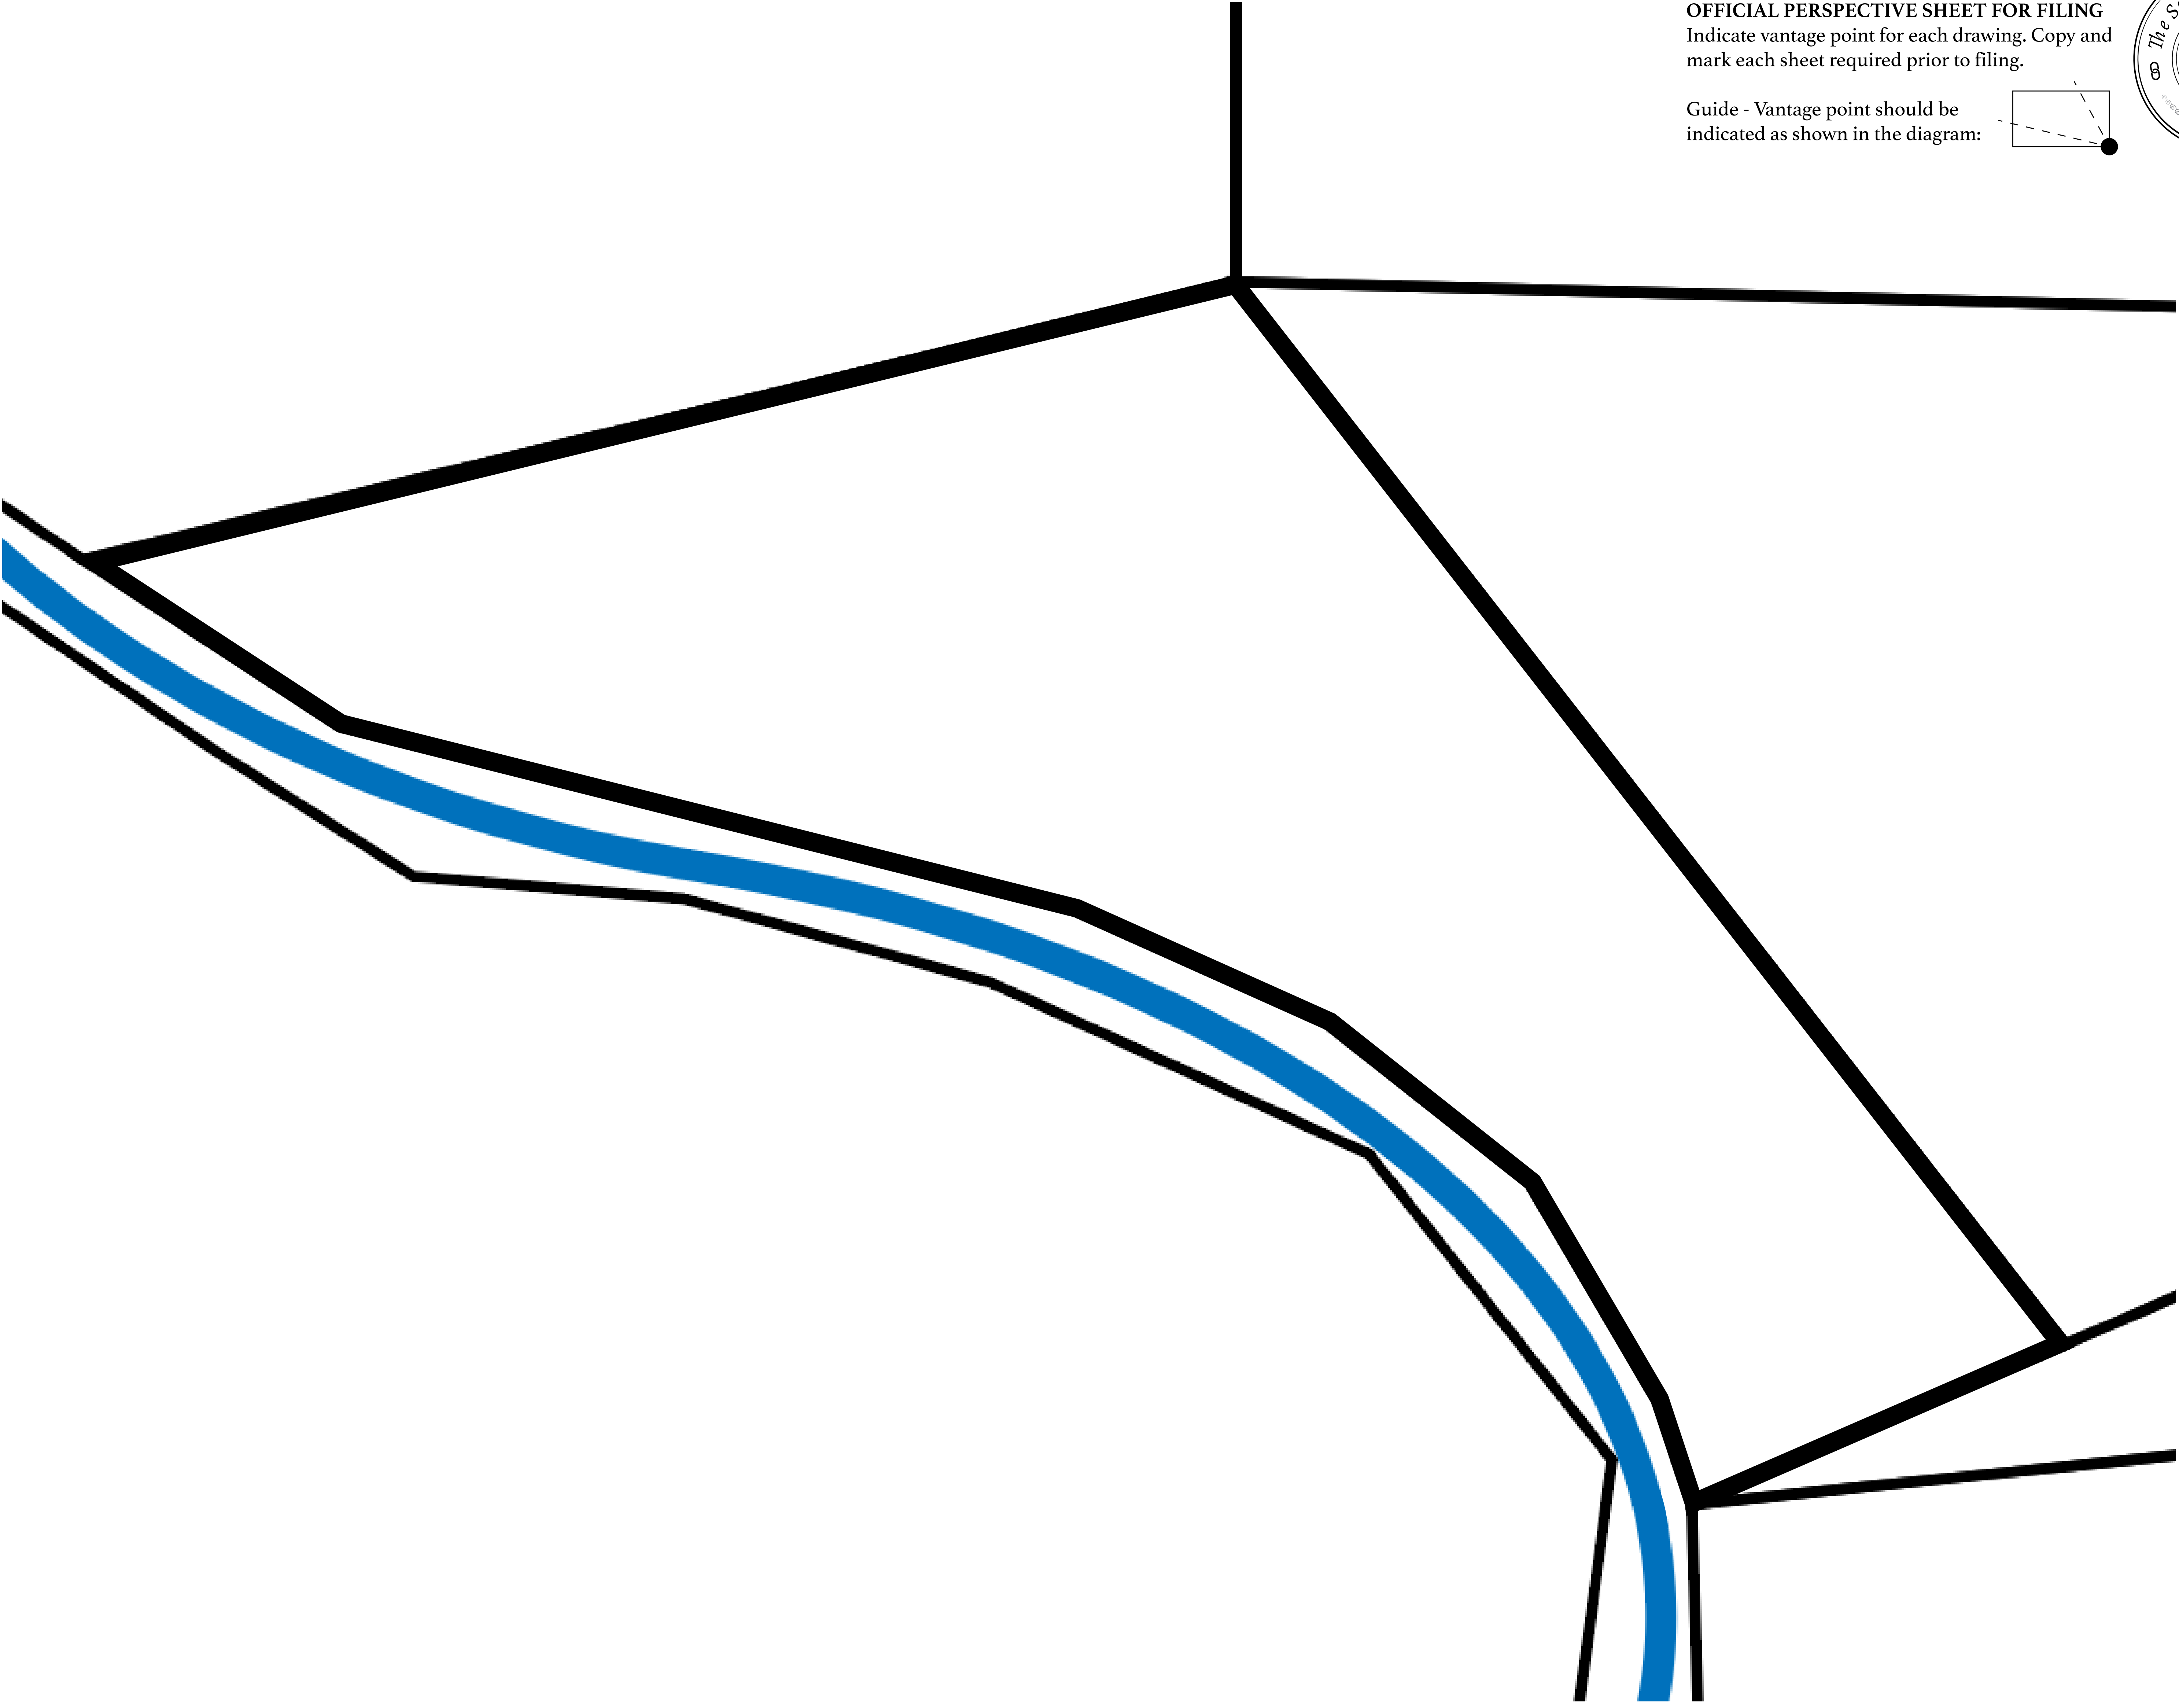 OFFICIAL PERSPECTIVE SHEET FOR FILING
Indicate vantage point for each drawing. Copy and
mark each sheet required prior to filing.
Guide - Vantage point should be
indicated as shown in the diagram:
The